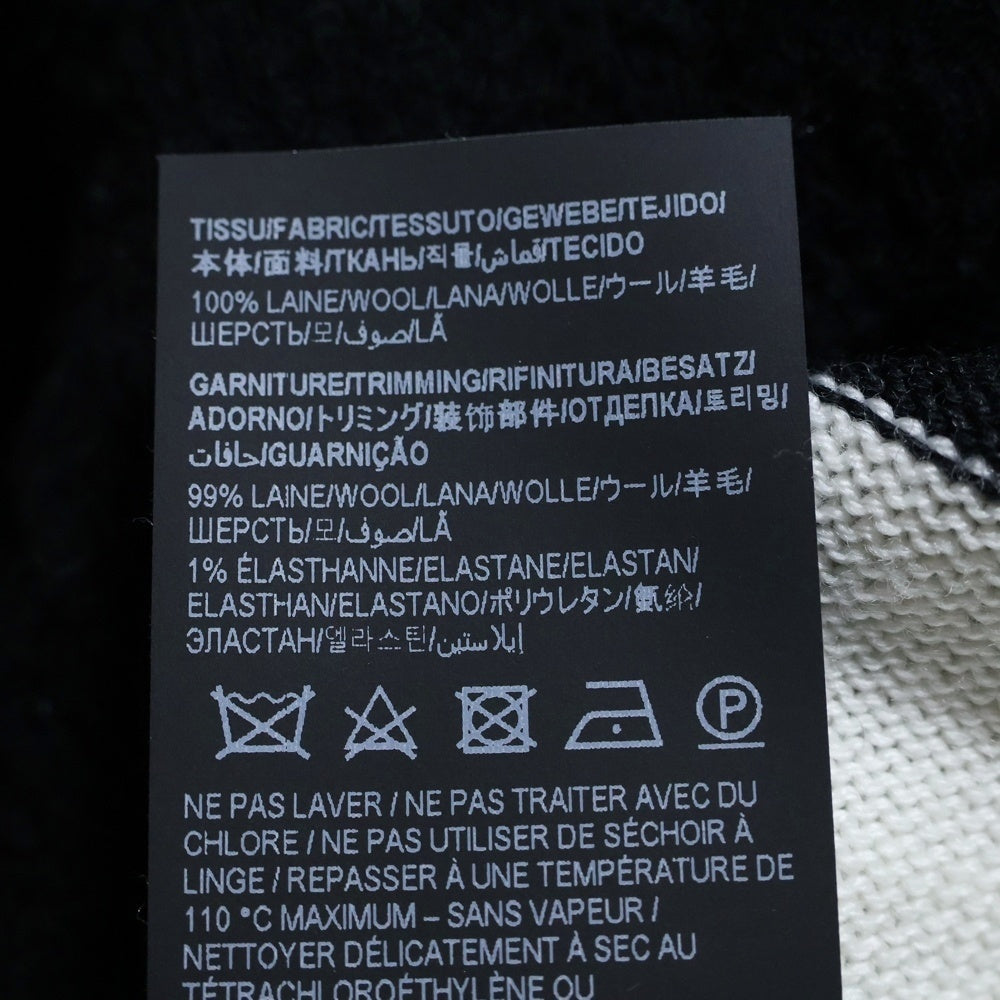 TISSU/FABRIC/TESSUTO/GEWEBE/TEJIDO/
本体/面料/ТКАНЬ/직물/قماش/TECIDO
100% LAINE/WOOL/LANA/WOLLE/ウール/羊毛/
ШЕРСТЬ/모/صوف/LÃ
GARNITURE/TRIMMING/RIFINITURA/BESATZ/
ADORNO/トリミング/装饰部件/ОТДЕЛКА/트리밍/
حافات/GUARNIÇÃO
99% LAINE/WOOL/LANA/WOLLE/ウール/羊毛/
ШЕРСТЬ/모/صوف/LÃ
1% ÉLASTHANNE/ELASTANE/ELASTAN/
ELASTHAN/ELASTANO/ポリウレタン/氨纶/
ЭЛАСТАН/엘라스틴/إيلاستين
P
NE PAS LAVER / NE PAS TRAITER AVEC DU
CHLORE / NE PAS UTILISER DE SÉCHOIR À
LINGE / REPASSER À UNE TEMPÉRATURE DE
110 °C MAXIMUM – SANS VAPEUR /
NETTOYER DÉLICATEMENT À SEC AU
TÉTRACHLOROÉTHYLÈNE OU